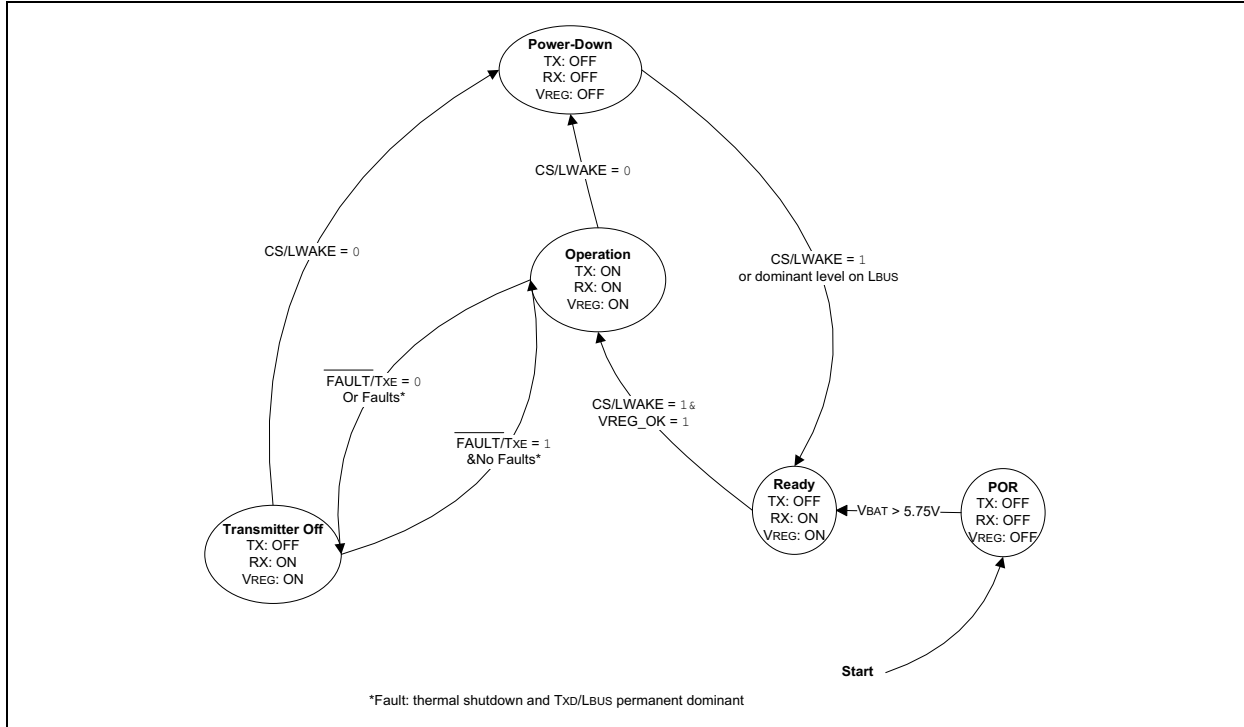 Power-Down
TX: OFF
RX: OFF
VREG: OFF
CS/LWAKE = 0
CS/LWAKE = 0
Operation
TX: ON
RX: ON
VREG: ON
CS/LWAKE = 1
or dominant level on LBUS
FAULT/TXE = 0
Or Faults*
CS/LWAKE = 1 &
VREG_OK = 1
FAULT/TXE = 1
&No Faults*
Ready
TX: OFF
RX: ON
VREG: ON
VBAT > 5.75V
POR
TX: OFF
RX: OFF
VREG: OFF
Transmitter Off
TX: OFF
RX: ON
VREG: ON
Start
*Fault: thermal shutdown and TXD/LBUS permanent dominant